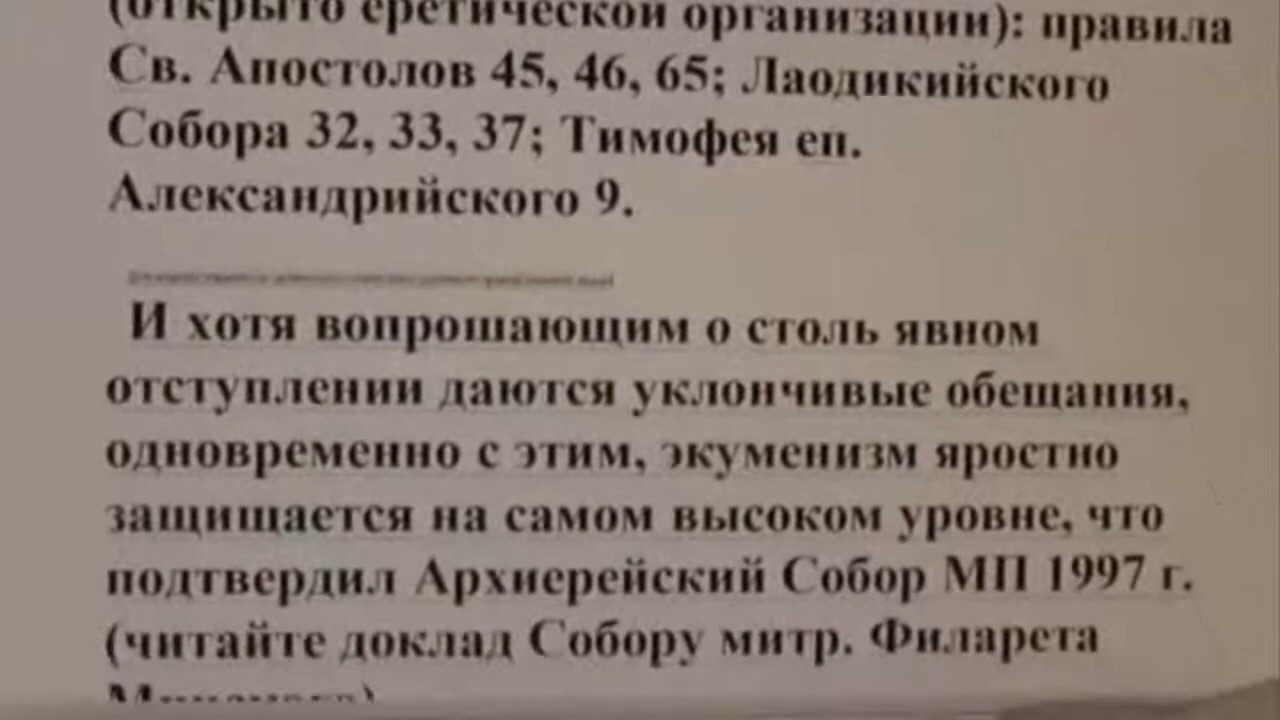 (открыто еретической организации): правила
Св. Апостолов 45, 46, 65; Лаодикийского
Собора 32, 33, 37; Тимофея еп.
Александрийского 9.
И хотя вопрошающим о столь явном
отступлении даются уклончивые обещания,
одновременно с этим, экуменизм яростно
защищается на самом высоком уровне, что
подтвердил Архиерейский Собор МП 1997 г.
(читайте доклад Собору митр. Филарета